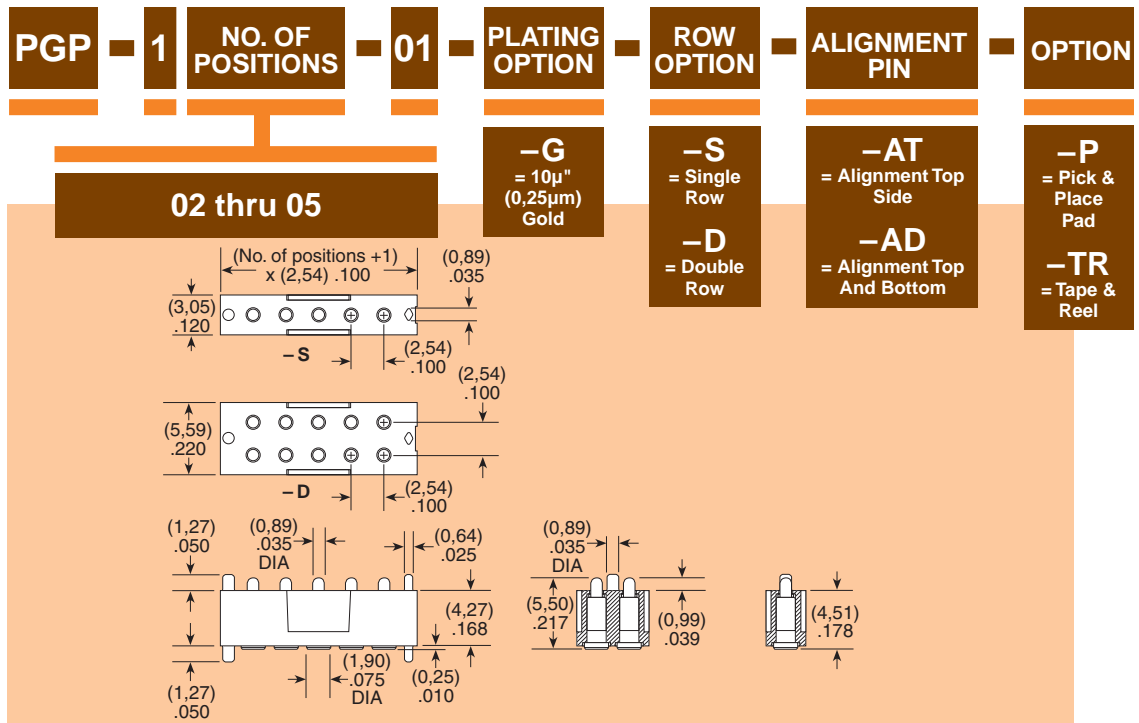 PGP – 1 NO. OF POSITIONS – 01 – PLATING OPTION – ROW OPTION – ALIGNMENT PIN – OPTION
02 thru 05
–G
= 10µ"
(0,25µm)
Gold
–S
= Single
Row
–D
= Double
Row
–AT
= Alignment Top
Side
–AD
= Alignment Top
And Bottom
–P
= Pick &
Place
Pad
–TR
= Tape &
Reel
(No. of positions +1)
x (2,54) .100
(0,89)
.035
(3,05)
.120
–S
(2,54)
.100
(2,54)
.100
(5,59)
.220
–D
(2,54)
.100
(1,27)
.050
(0,89)
.035
DIA
(0,64)
.025
(4,27)
.168
(1,90)
.075
DIA
(0,25)
.010
(1,27)
.050
(0,89)
.035
DIA
(5,50)
.217
(0,99)
.039
(4,51)
.178